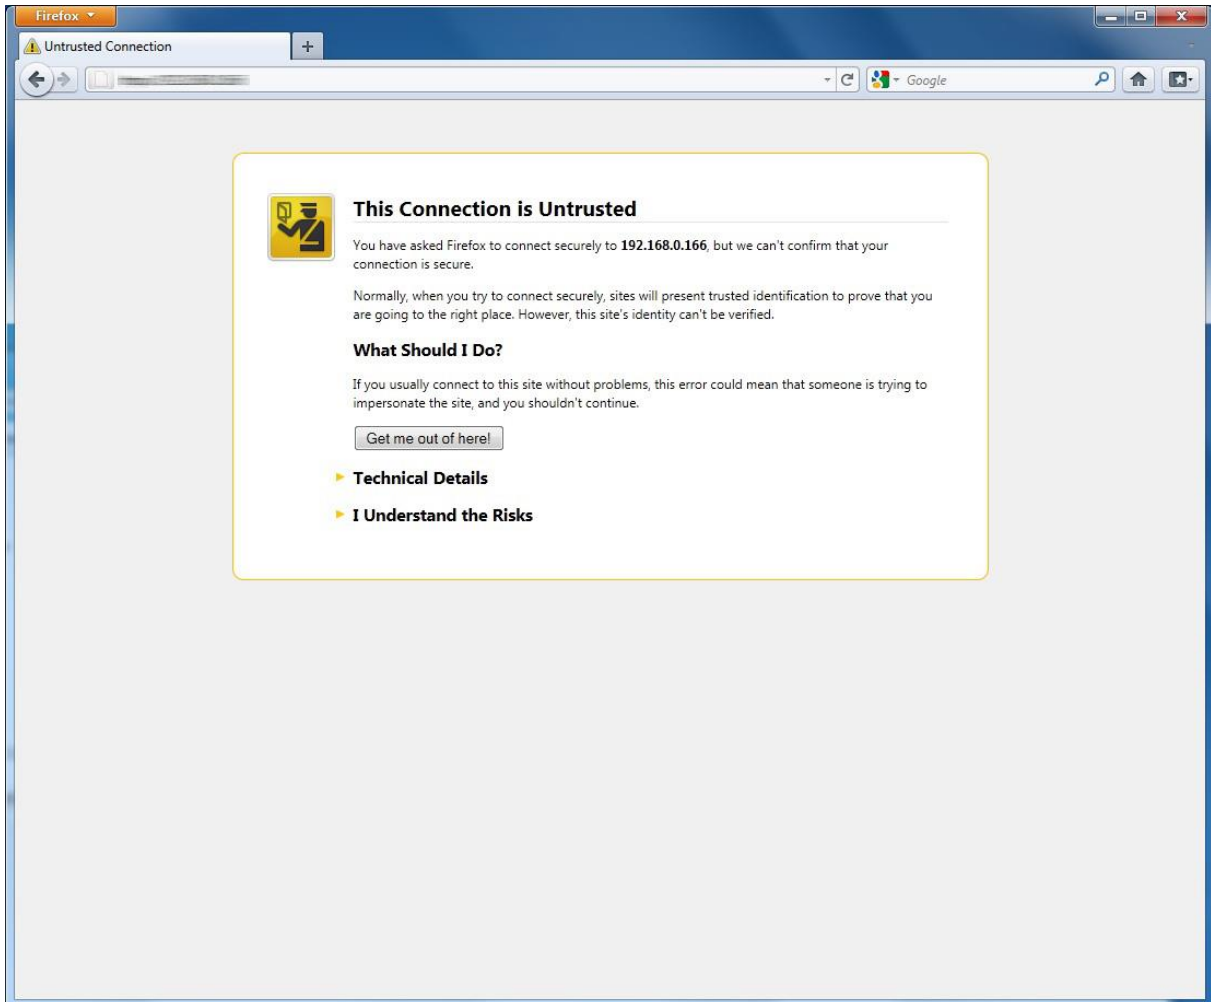 Firefox
Untrusted Connection
Google
This Connection is Untrusted
You have asked Firefox to connect securely to 192.168.0.166, but we can't confirm that your
connection is secure.
Normally, when you try to connect securely, sites will present trusted identification to prove that you
are going to the right place. However, this site's identity can't be verified.
What Should I Do?
If you usually connect to this site without problems, this error could mean that someone is trying to
impersonate the site, and you shouldn't continue.
Get me out of here!
Technical Details
I Understand the Risks